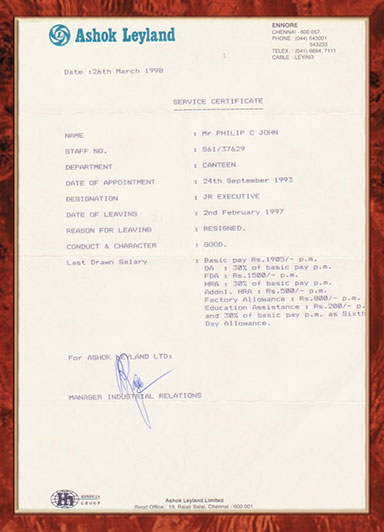 Ashok Leyland
ENNORE
CHENNAI - 600 057.
PHONE : (044) 543001
543233
TELEX : (041) 6694, 7111
CABLE : LEYIND
1
Date :26th March 1998
SERVICE CERTIFICATE
NAME : Mr PHILIP C JOHN
STAFF NO. : S61/37629
DEPARTMENT : CANTEEN
DATE OF APPOINTMENT : 24th September 1993
DESIGNATION : JR EXECUTIVE
DATE OF LEAVING : 2nd February 1997
REASON FOR LEAVING : RESIGNED.
CONDUCT & CHARACTER : GOOD.
Last Drawn Salary : Basic pay Rs.1905/- p.m.
DA : 30% of basic pay p.m.
FDA : Rs.1500/- p.m.
HRA : 30% of basic pay p.m.
Addnl. HRA : Rs.500/- p.m.
Factory Allowance : Rs.800/- p.m.
Education Assistance : Rs.200/- p.
and 30% of basic pay p.m. as Sixth
Day Allowance.
For ASHOK LEYLAND LTD:
MANAGER INDUSTRIAL RELATIONS
HINDUJA
GROUP
Ashok Leyland Limited
Regd Office : 19, Rajaji Salai, Chennai - 600 001.